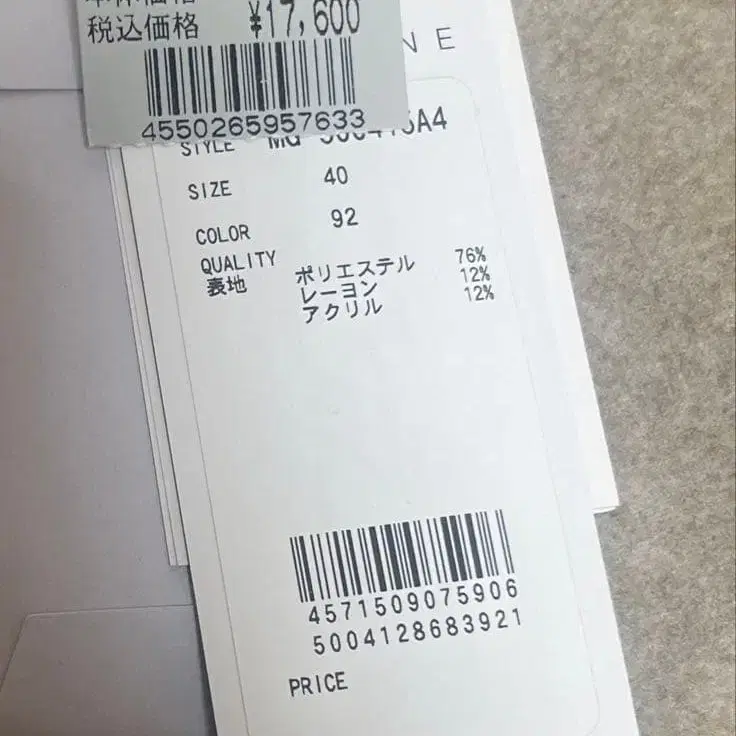 税込価格 ¥17,600
4550265957633
NE
STYLE
SIZE 40
COLOR 92
QUALITY
表地 ポリエステル 76%
レーヨン 12%
アクリル 12%
4571509075906
5004128683921
PRICE